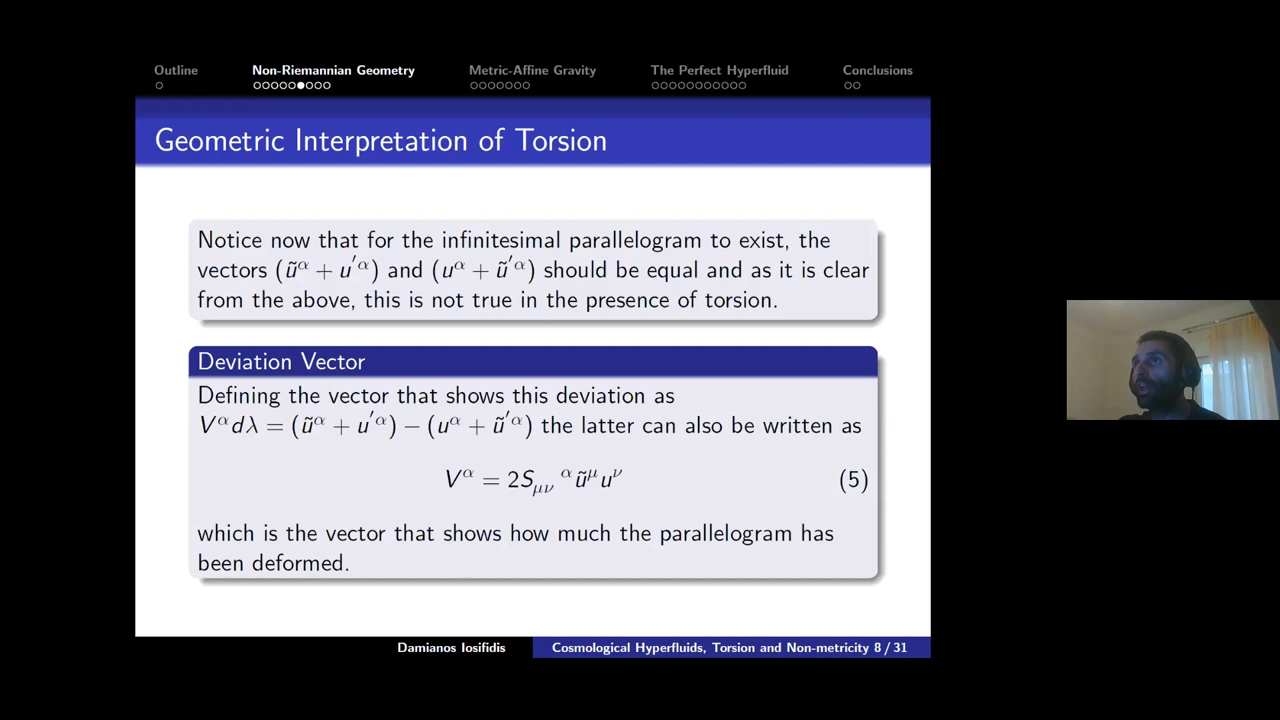 Outline Non-Riemannian Geometry Metric-Affine Gravity The Perfect Hyperfluid Conclusions
Geometric Interpretation of Torsion
Notice now that for the infinitesimal parallelogram to exist, the
vectors (ũ^α + u′^α) and (u^α + ũ′^α) should be equal and as it is clear
from the above, this is not true in the presence of torsion.
Deviation Vector
Defining the vector that shows this deviation as
V^α dλ = (ũ^α + u′^α) − (u^α + ũ′^α) the latter can also be written as
V^α = 2S_{μν}^α ũ^μ u^ν (5)
which is the vector that shows how much the parallelogram has
been deformed.
Damianos Iosifidis Cosmological Hyperfluids, Torsion and Non-metricity 8 / 31